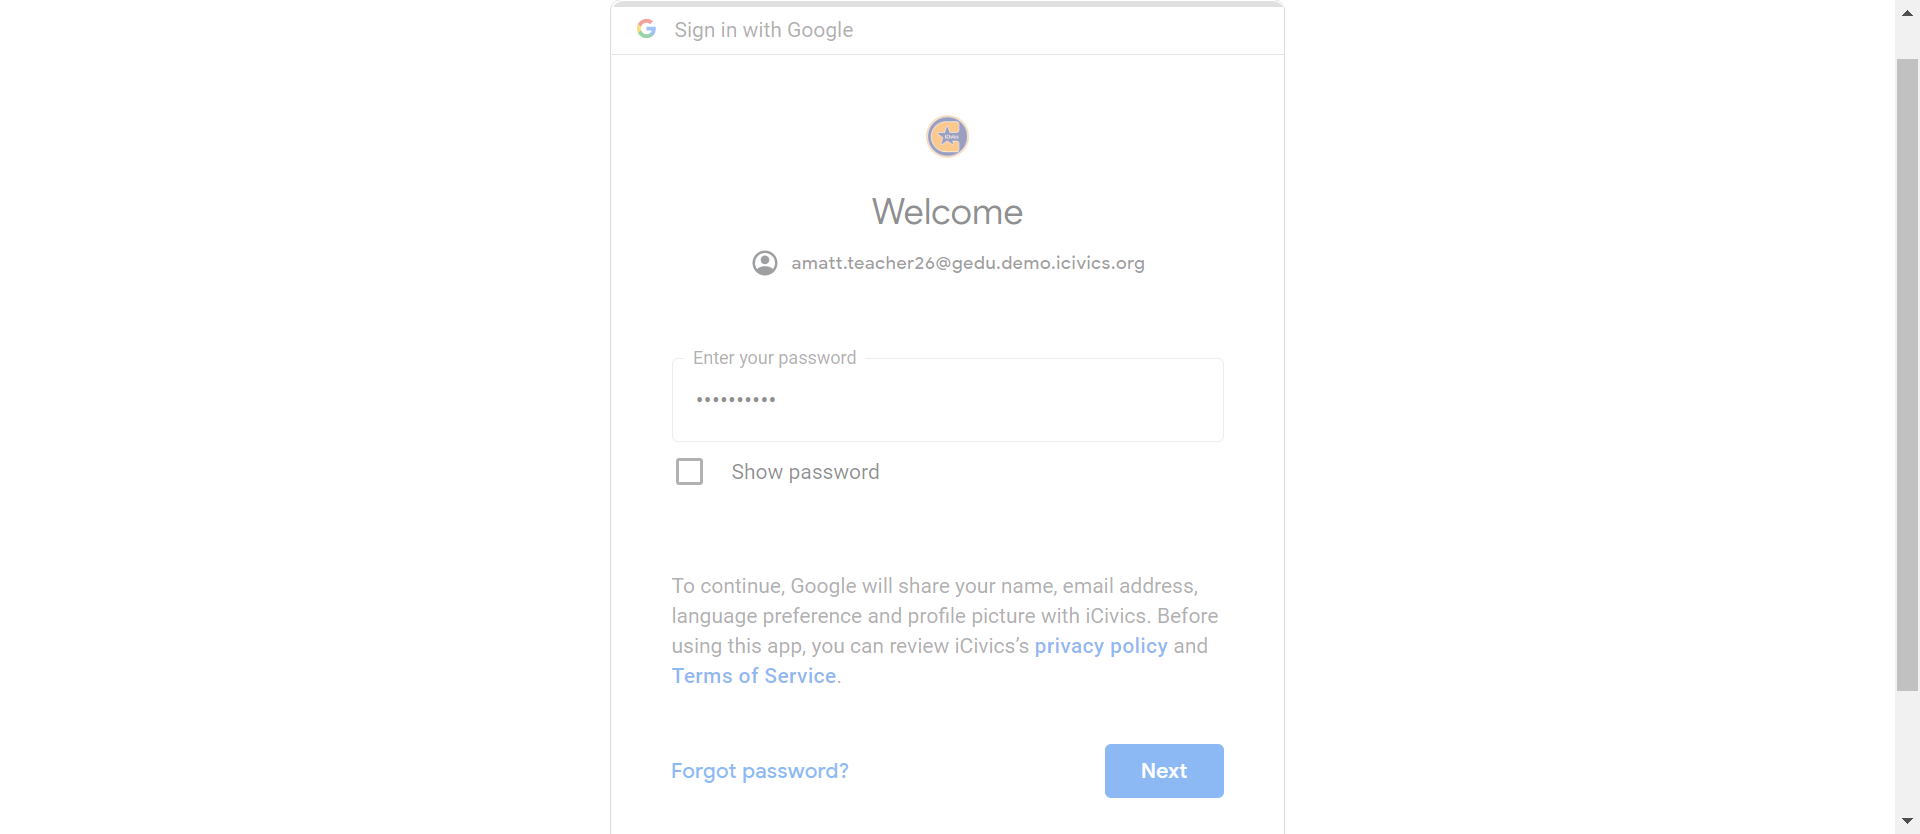 Sign in with Google
iCivics
Welcome
amatt.teacher26@gedu.demo.icivics.org
Enter your password
••••••••••
Show password
To continue, Google will share your name, email address,
language preference and profile picture with iCivics. Before
using this app, you can review iCivics’s privacy policy and
Terms of Service.
Forgot password?
Next